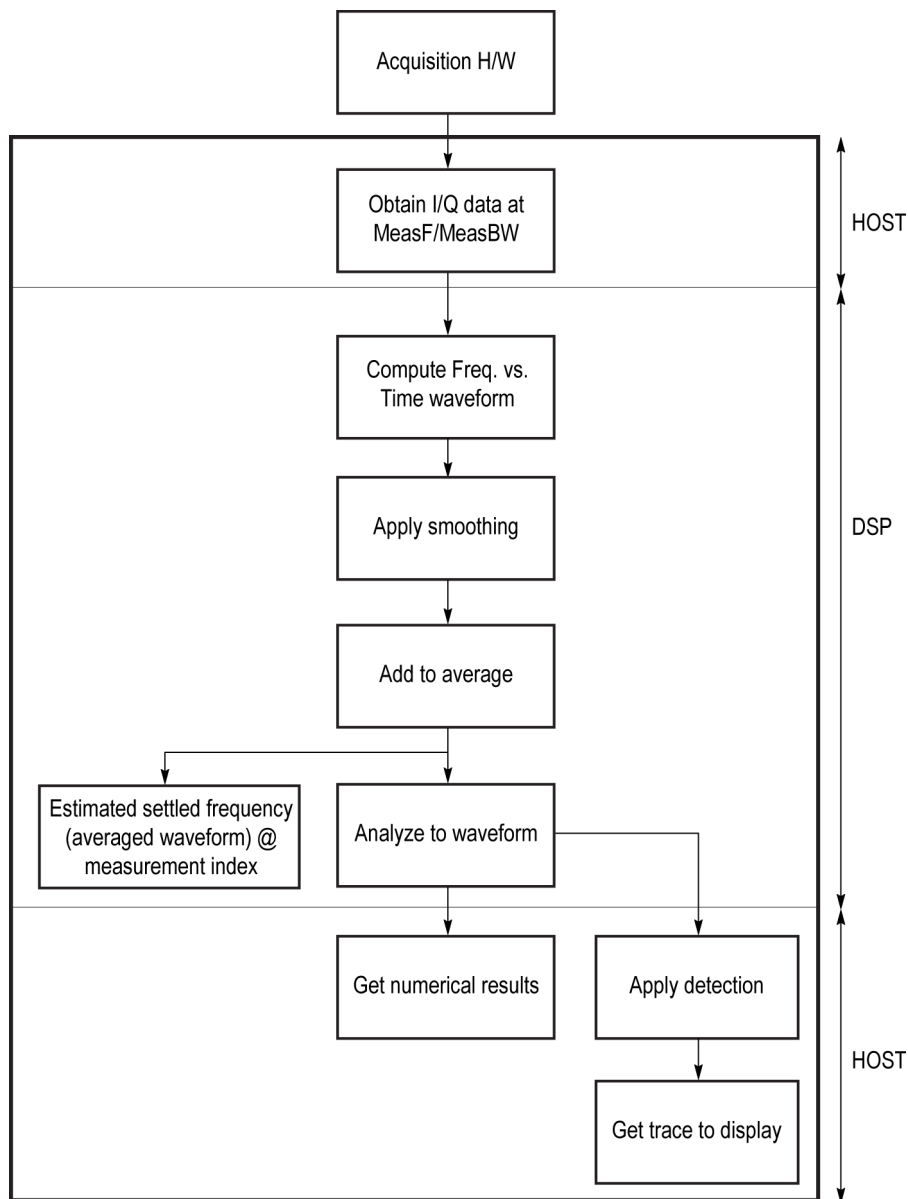 Acquisition H/W
Obtain I/Q data at
MeasF/MeasBW
HOST
Compute Freq. vs.
Time waveform
Apply smoothing
DSP
Add to average
Estimated settled frequency
(averaged waveform) @
measurement index
Analyze to waveform
Get numerical results
Apply detection
HOST
Get trace to display